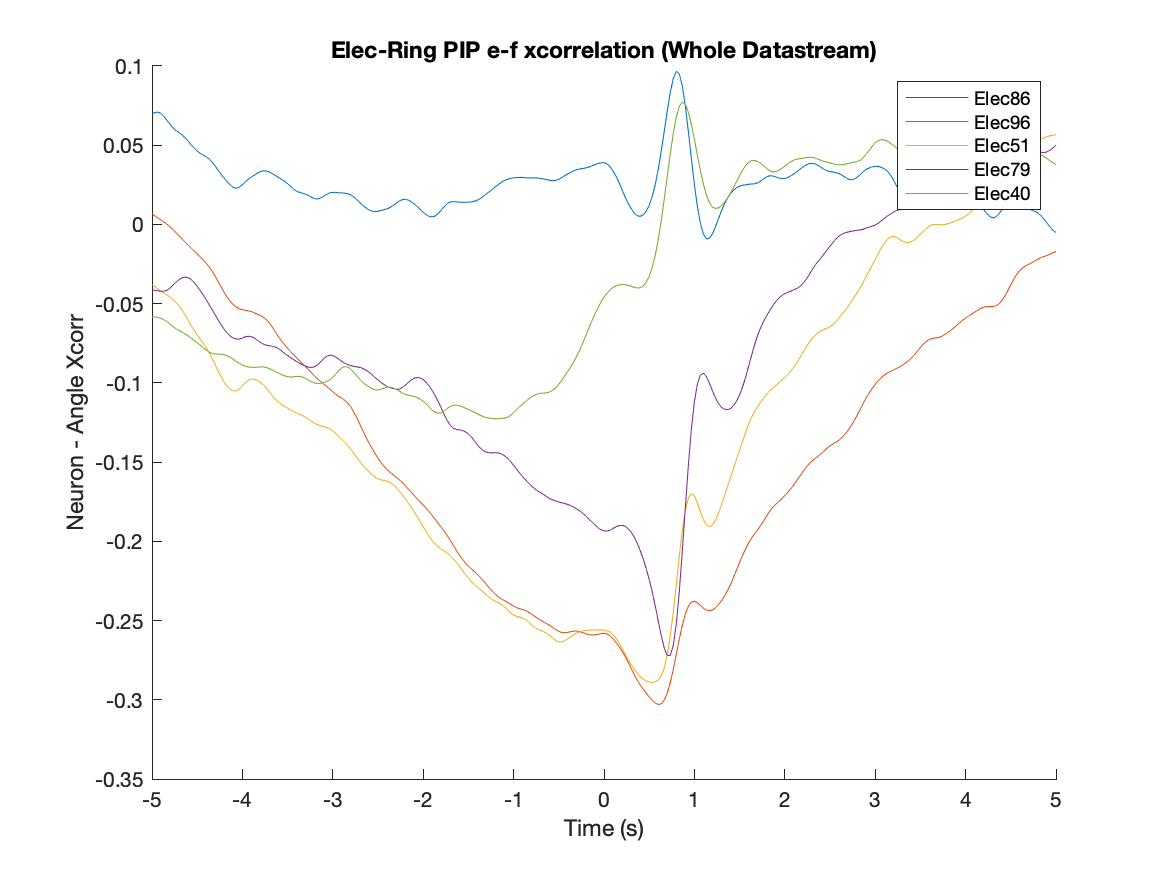 Elec-Ring PIP e-f xcorrelation (Whole Datastream)
0.1
0.05
0
-0.05
-0.1
-0.15
-0.2
-0.25
-0.3
-0.35
Neuron - Angle Xcorr
Elec86
Elec96
Elec51
Elec79
Elec40
-5 -4 -3 -2 -1 0 1 2 3 4 5
Time (s)